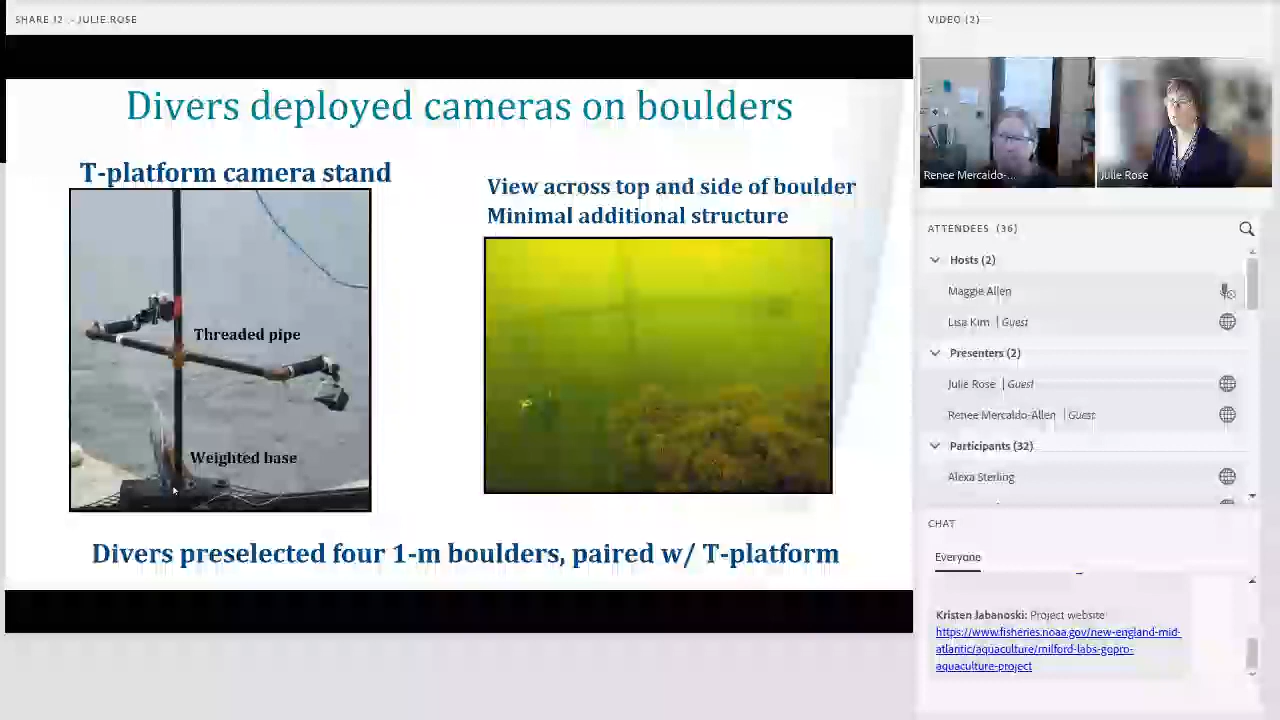 SHARE 12 - JULIE ROSE
Divers deployed cameras on boulders
T-platform camera stand
View across top and side of boulder
Minimal additional structure
Threaded pipe
Weighted base
Divers preselected four 1-m boulders, paired w/ T-platform
VIDEO (2)
Renee Mercaldo-...
Julie Rose
ATTENDEES (36)
Hosts (2)
Maggie Allen
Lisa Kim | Guest
Presenters (2)
Julie Rose | Guest
Renee Mercaldo-Allen | Guest
Participants (32)
Alexa Sterling
CHAT
Everyone
Kristen Jabanoski: Project website
https://www.fisheries.noaa.gov/new-england-mid-
atlantic/aquaculture/milford-labs-gopro-
aquaculture-project